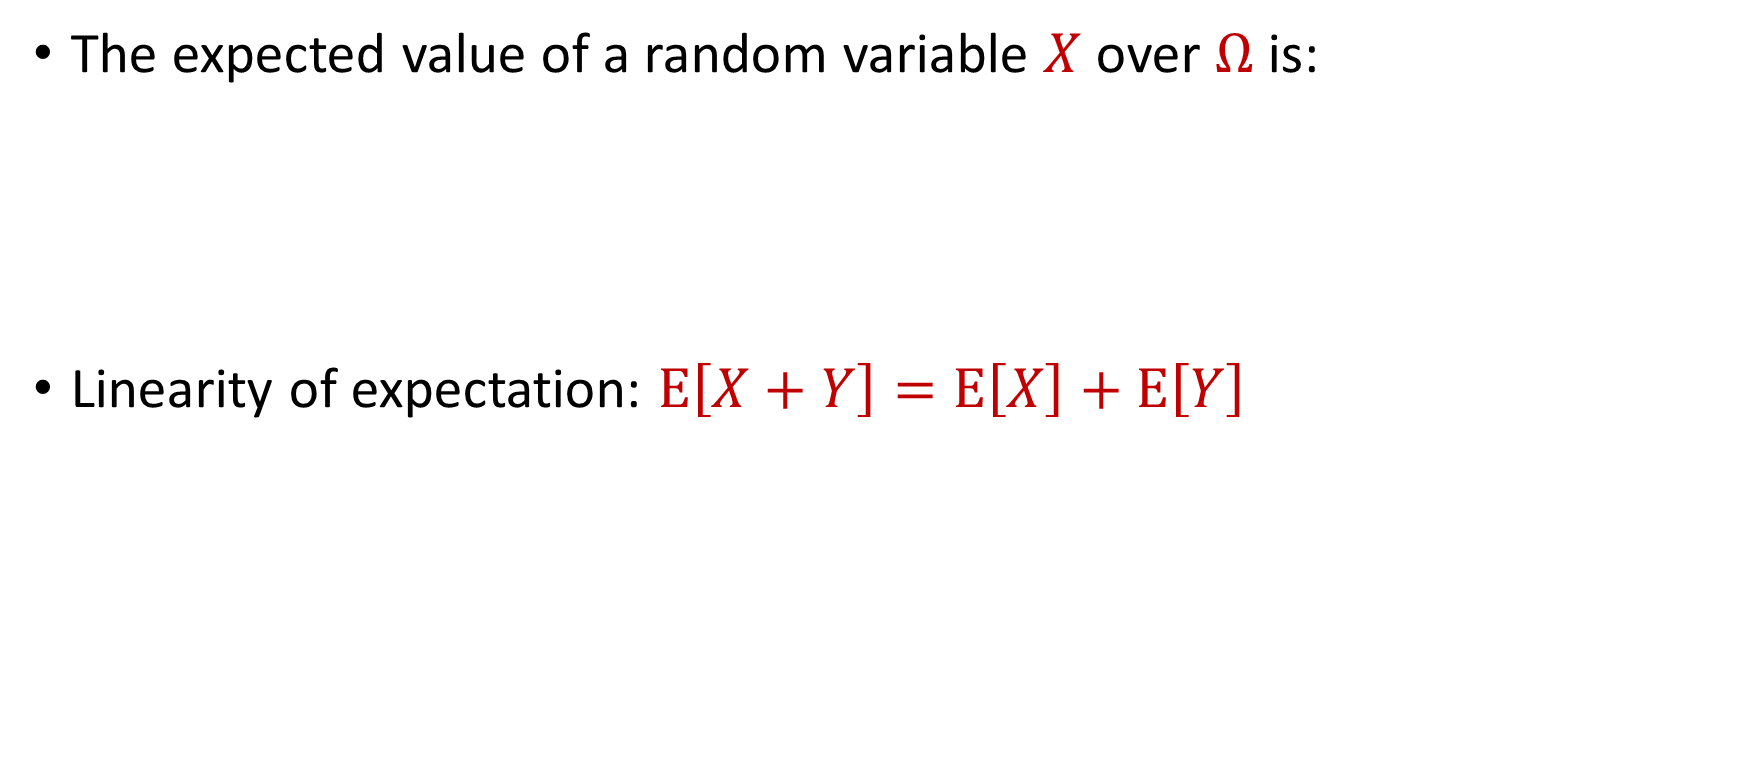 • The expected value of a random variable X over Ω is:
• Linearity of expectation: E[X + Y] = E[X] + E[Y]